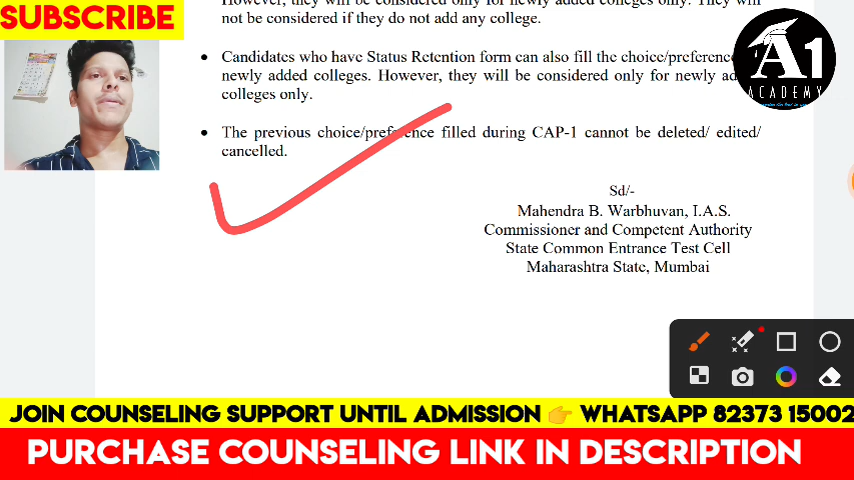 SUBSCRIBE
However, they will be considered only for newly added colleges only. They will
not be considered if they do not add any college.
• Candidates who have Status Retention form can also fill the choice/preference
newly added colleges. However, they will be considered only for newly
colleges only.
• The previous choice/preference filled during CAP-1 cannot be deleted/ edited/
cancelled.
Sd/-
Mahendra B. Warbhuvan, I.A.S.
Commissioner and Competent Authority
State Common Entrance Test Cell
Maharashtra State, Mumbai
A1
ACADEMY
JOIN COUNSELING SUPPORT UNTIL ADMISSION 👉 WHATSAPP 82373 15002
PURCHASE COUNSELING LINK IN DESCRIPTION